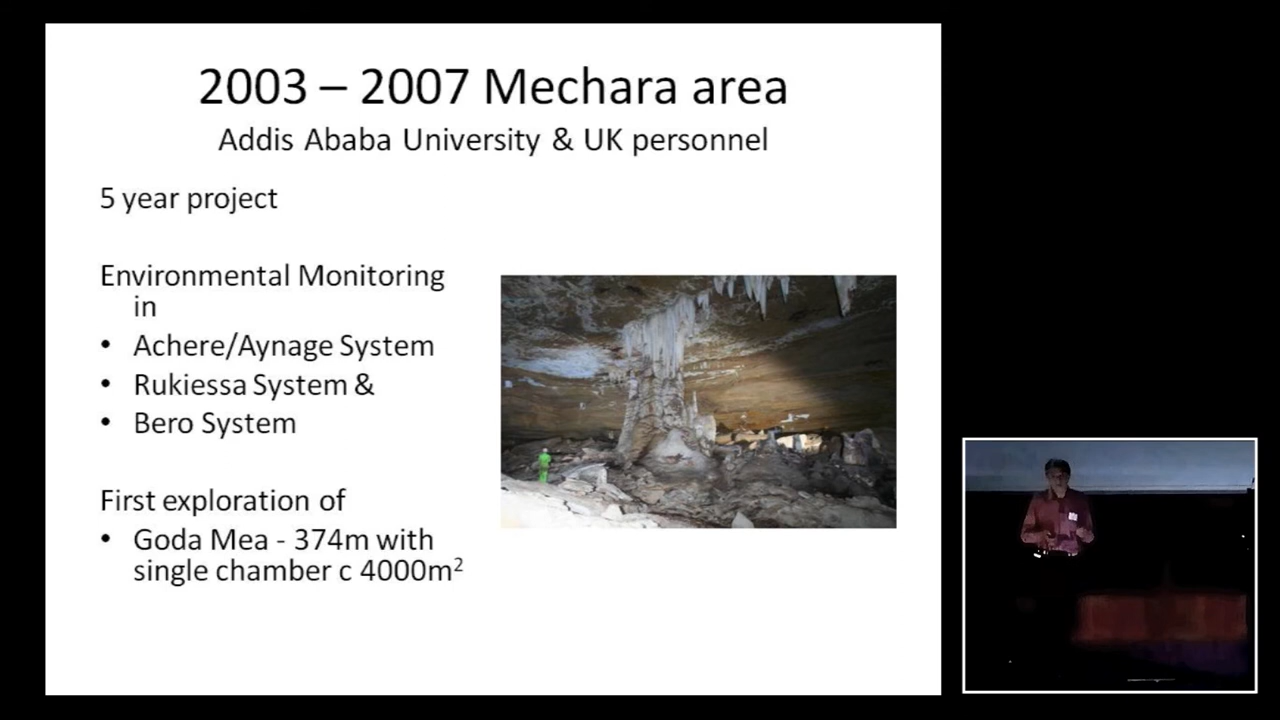 2003 – 2007 Mechara area
Addis Ababa University & UK personnel
5 year project
Environmental Monitoring
in
• Achere/Aynage System
• Rukiessa System &
• Bero System
First exploration of
• Goda Mea - 374m with
single chamber c 4000m²